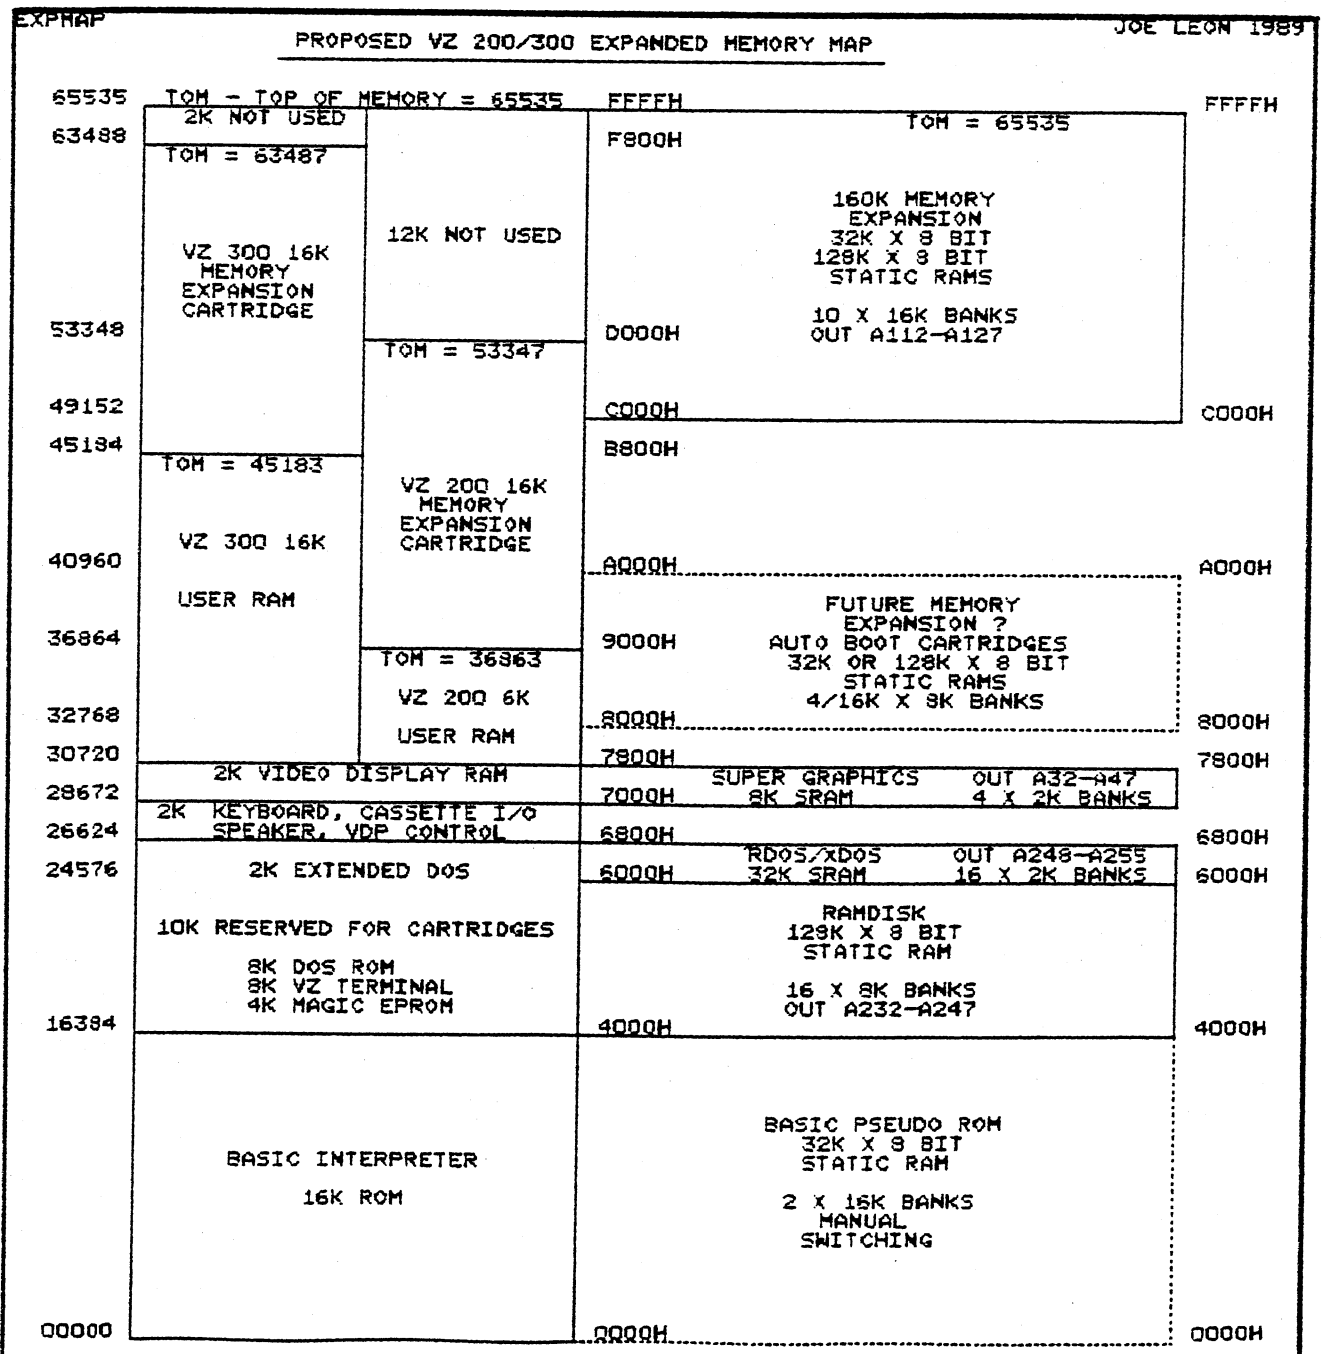 EXPMAP
JOE LEON 1989
PROPOSED VZ 200/300 EXPANDED MEMORY MAP
65535
63488
53348
49152
45184
40960
36864
32768
30720
28672
26624
24576
16384
00000
TOM - TOP OF MEMORY = 65535
2K NOT USED
TOM = 63487
VZ 300 16K
MEMORY
EXPANSION
CARTRIDGE
TOM = 45183
VZ 300 16K
USER RAM
12K NOT USED
TOM = 53347
VZ 200 16K
MEMORY
EXPANSION
CARTRIDGE
TOM = 36863
VZ 200 6K
USER RAM
2K VIDEO DISPLAY RAM
2K KEYBOARD, CASSETTE I/O
SPEAKER, VDP CONTROL
2K EXTENDED DOS
10K RESERVED FOR CARTRIDGES
8K DOS ROM
8K VZ TERMINAL
4K MAGIC EPROM
BASIC INTERPRETER
16K ROM
FFFFH
F800H
D000H
C000H
B800H
A000H
9000H
8000H
7800H
7000H
6800H
6000H
4000H
0000H
TOM = 65535
160K MEMORY
EXPANSION
32K X 8 BIT
128K X 8 BIT
STATIC RAMS
10 X 16K BANKS
OUT A112-A127
FUTURE MEMORY
EXPANSION ?
AUTO BOOT CARTRIDGES
32K OR 128K X 8 BIT
STATIC RAMS
4/16K X 8K BANKS
SUPER GRAPHICS OUT A32-A47
8K SRAM 4 X 2K BANKS
RDOS/XDOS OUT A248-A255
32K SRAM 16 X 2K BANKS
RAMDISK
128K X 8 BIT
STATIC RAM
16 X 8K BANKS
OUT A232-A247
BASIC PSEUDO ROM
32K X 8 BIT
STATIC RAM
2 X 16K BANKS
MANUAL
SWITCHING
FFFFH
C000H
A000H
8000H
7800H
6800H
6000H
4000H
0000H